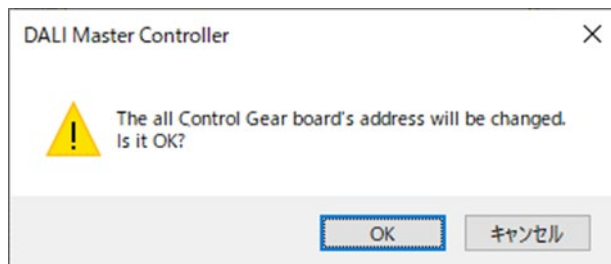 DALI Master Controller
The all Control Gear board's address will be changed.
Is it OK?
OK
キャンセル